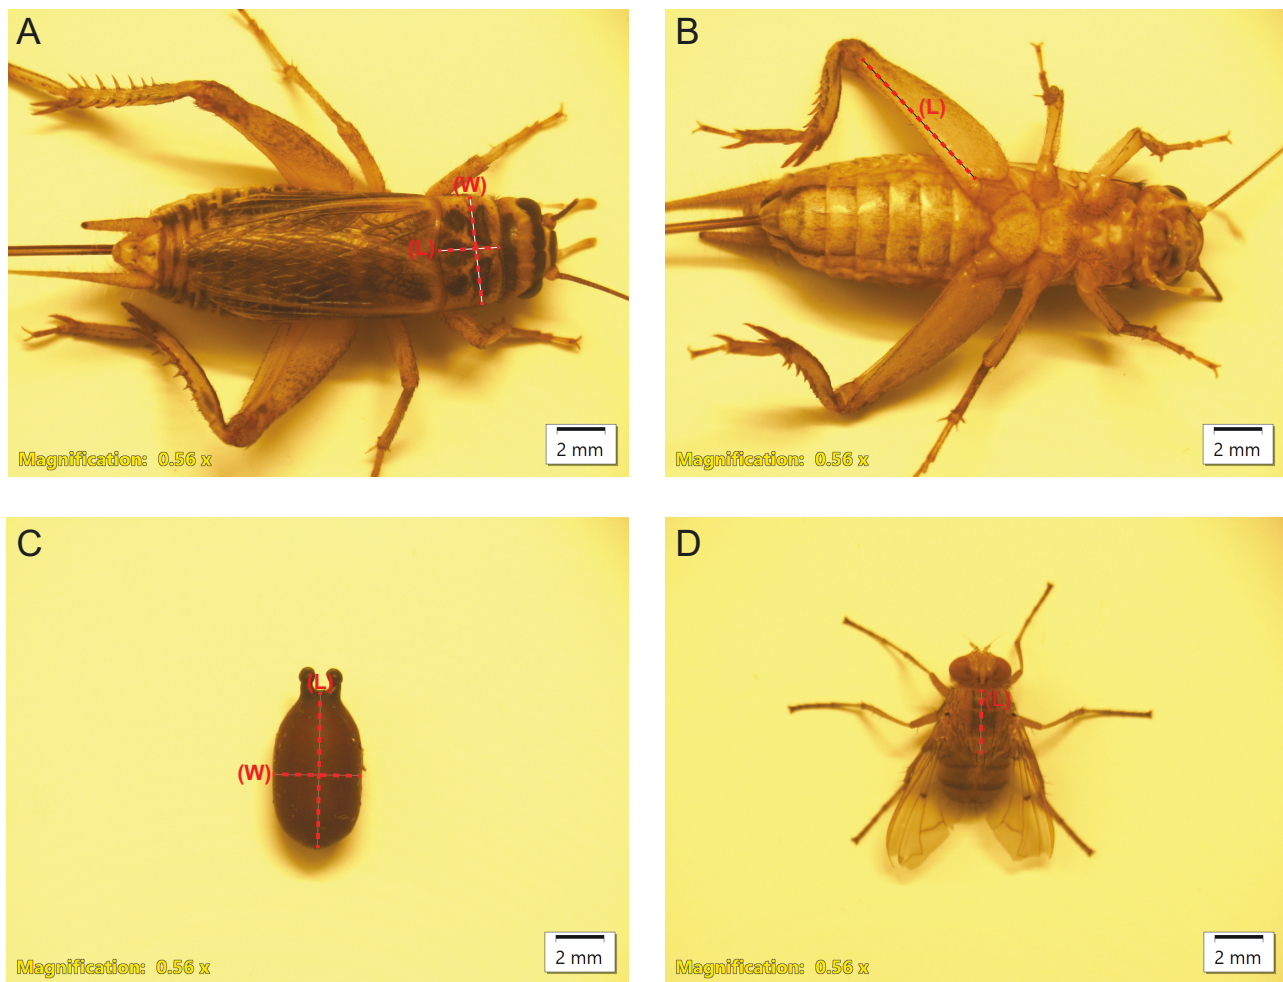 A
(W)
(L)
Magnification: 0.56 x
2 mm
B
(L)
Magnification: 0.56 x
2 mm
C
(L)
(W)
Magnification: 0.56 x
2 mm
D
(L)
Magnification: 0.56 x
2 mm